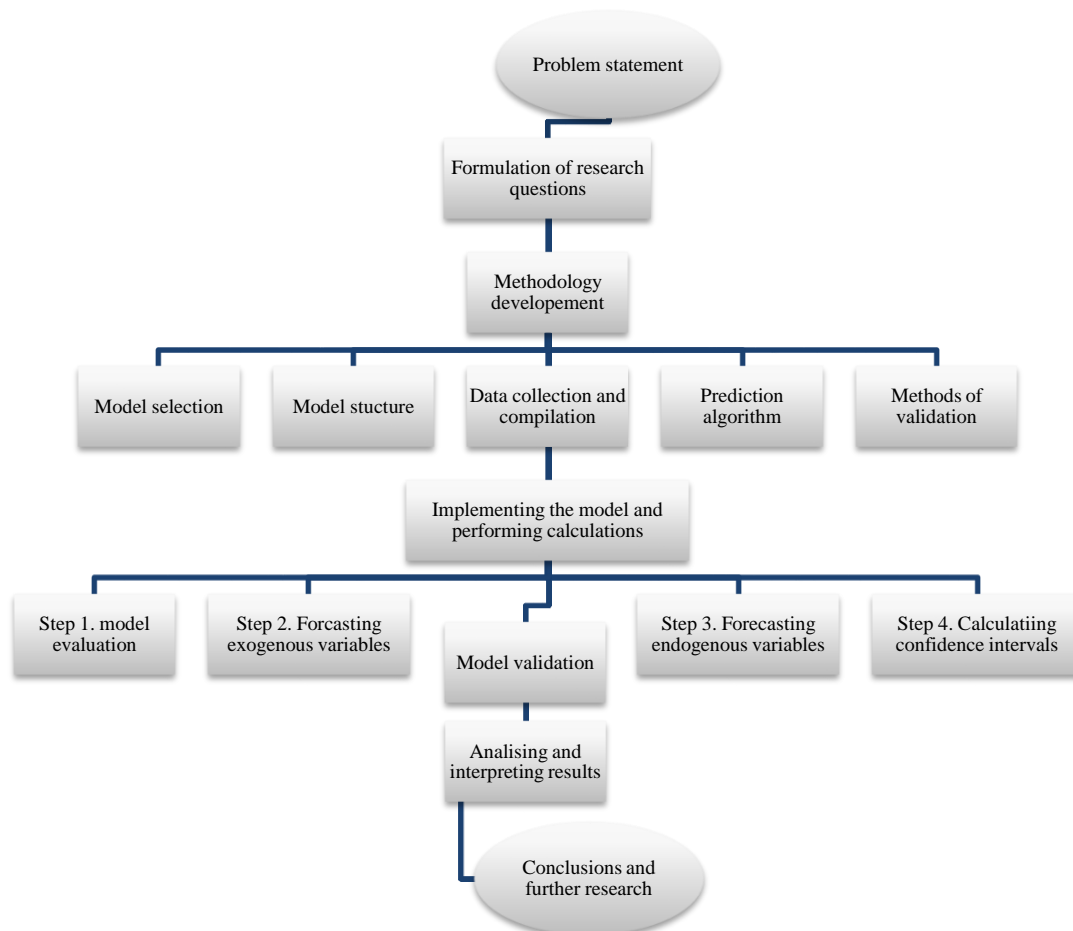 Problem statement
Formulation of research
questions
Methodology
developement
Model selection
Model stucture
Data collection and
compilation
Prediction
algorithm
Methods of
validation
Implementing the model and
performing calculations
Step 1. model
evaluation
Step 2. Forcasting
exogenous variables
Model validation
Step 3. Forecasting
endogenous variables
Step 4. Calculatiing
confidence intervals
Analising and
interpreting results
Conclusions and
further research